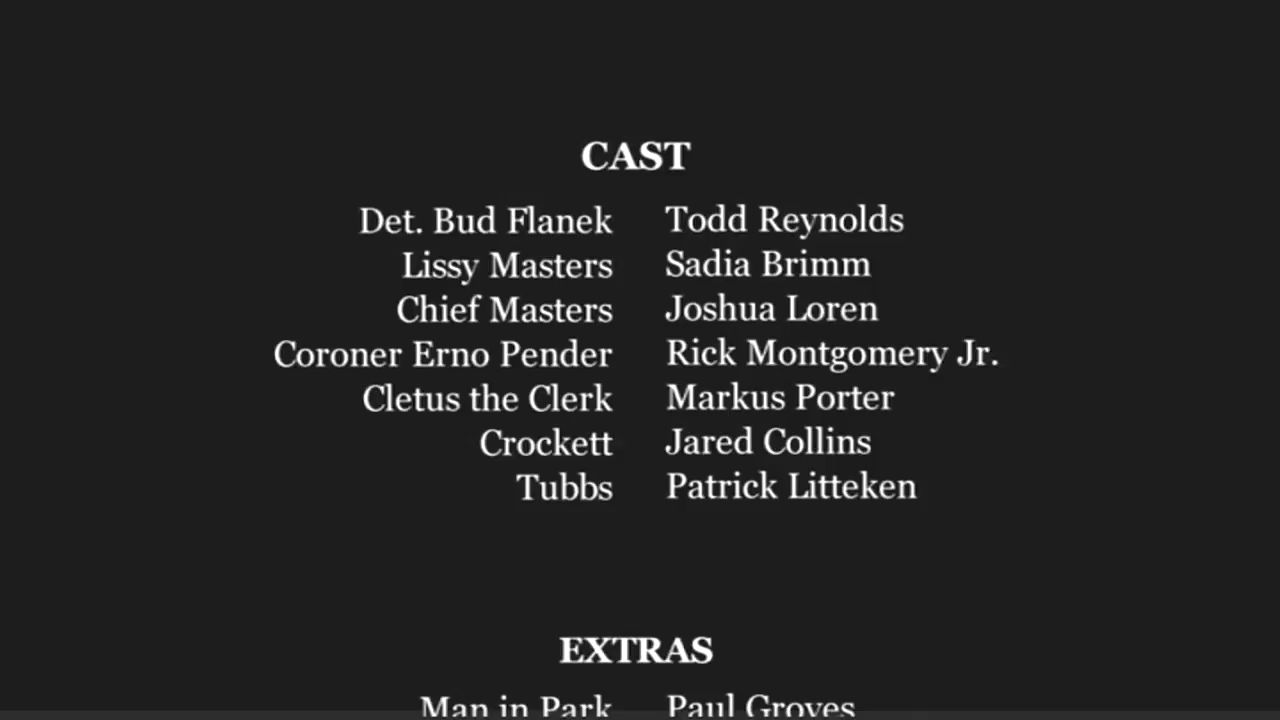 CAST
Det. Bud Flanek Todd Reynolds
Lissy Masters Sadia Brimm
Chief Masters Joshua Loren
Coroner Erno Pender Rick Montgomery Jr.
Cletus the Clerk Markus Porter
Crockett Jared Collins
Tubbs Patrick Litteken
EXTRAS
Man in Park Paul Groves